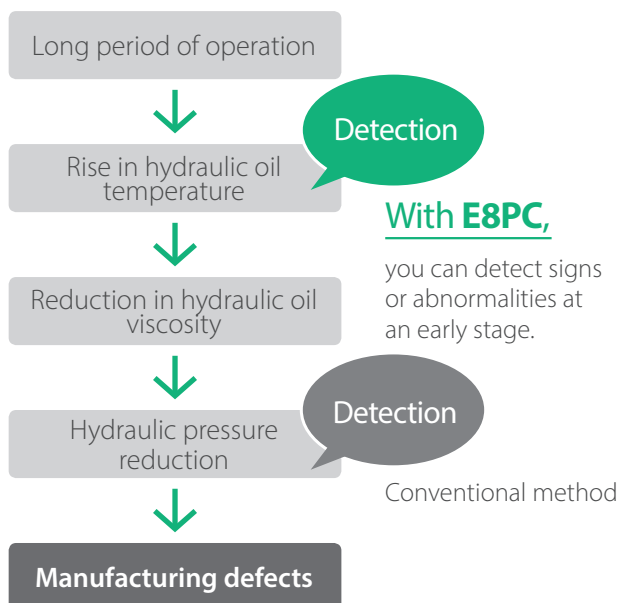 Long period of operation
Detection
Rise in hydraulic oil
temperature
With E8PC,
you can detect signs
or abnormalities at
an early stage.
Reduction in hydraulic oil
viscosity
Detection
Hydraulic pressure
reduction
Conventional method
Manufacturing defects